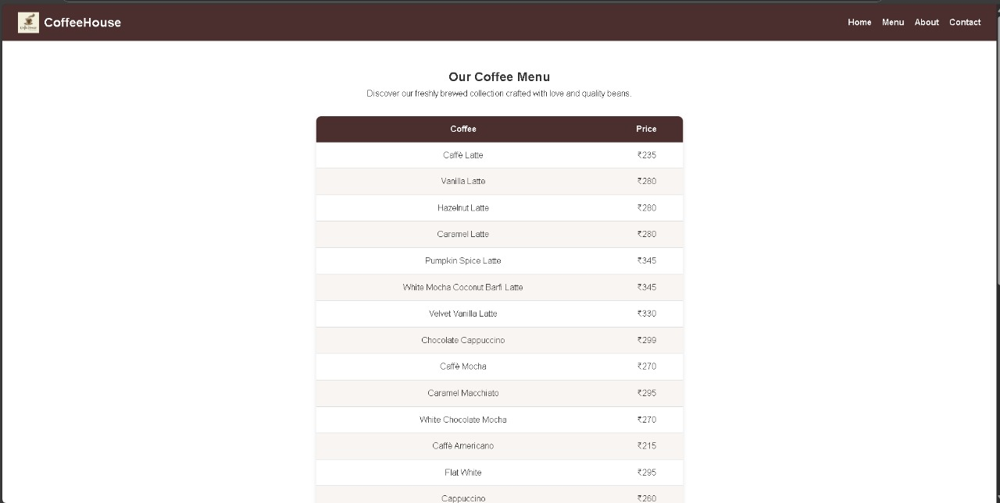 CoffeeHouse
Home Menu About Contact
Our Coffee Menu
Discover our freshly brewed collection crafted with love and quality beans.
Coffee Price
Caffè Latte ₹235
Vanilla Latte ₹280
Hazelnut Latte ₹280
Caramel Latte ₹280
Pumpkin Spice Latte ₹345
White Mocha Coconut Barfi Latte ₹345
Velvet Vanilla Latte ₹330
Chocolate Cappuccino ₹299
Caffè Mocha ₹270
Caramel Macchiato ₹295
White Chocolate Mocha ₹270
Caffè Americano ₹215
Flat White ₹295
Cappuccino ₹260